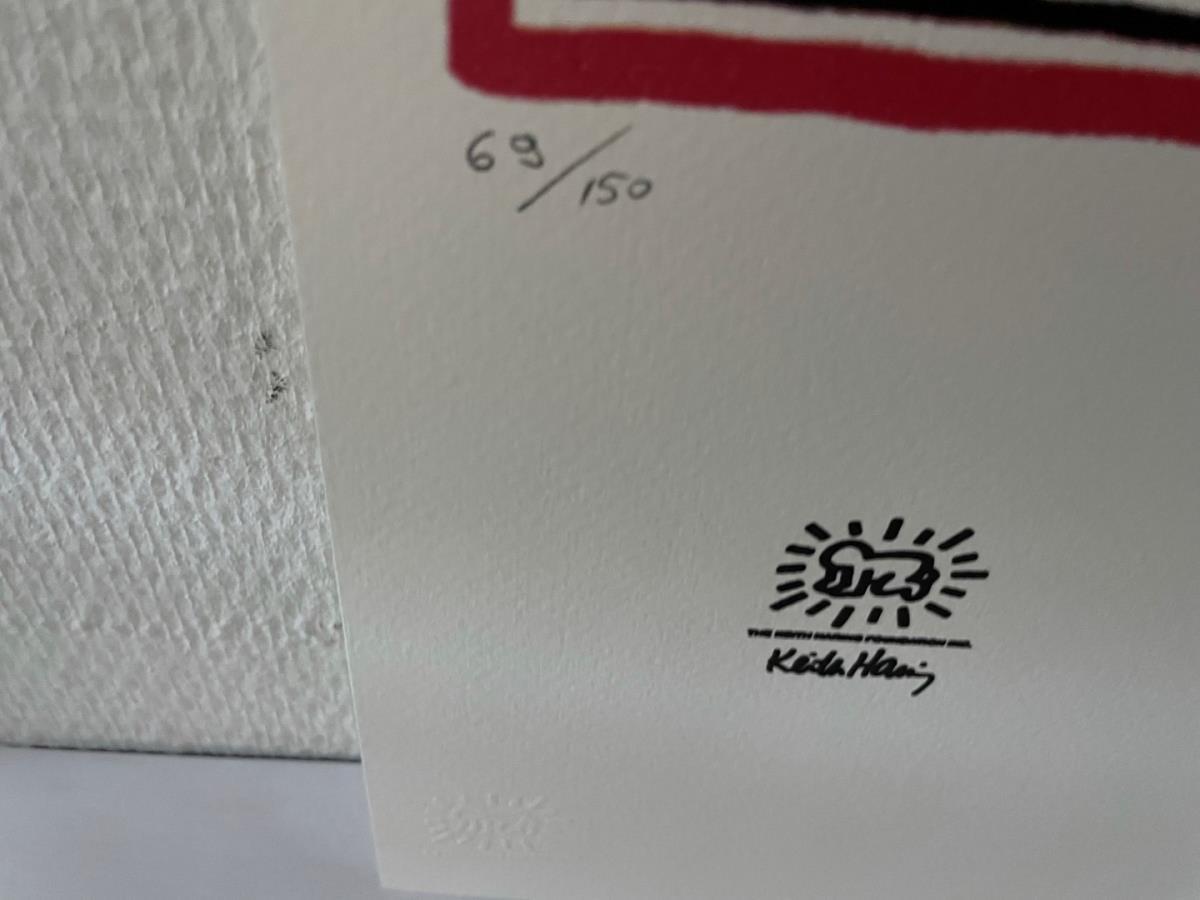 69/150
THE KEITH HARING FOUNDATION INC.
Keith Haring